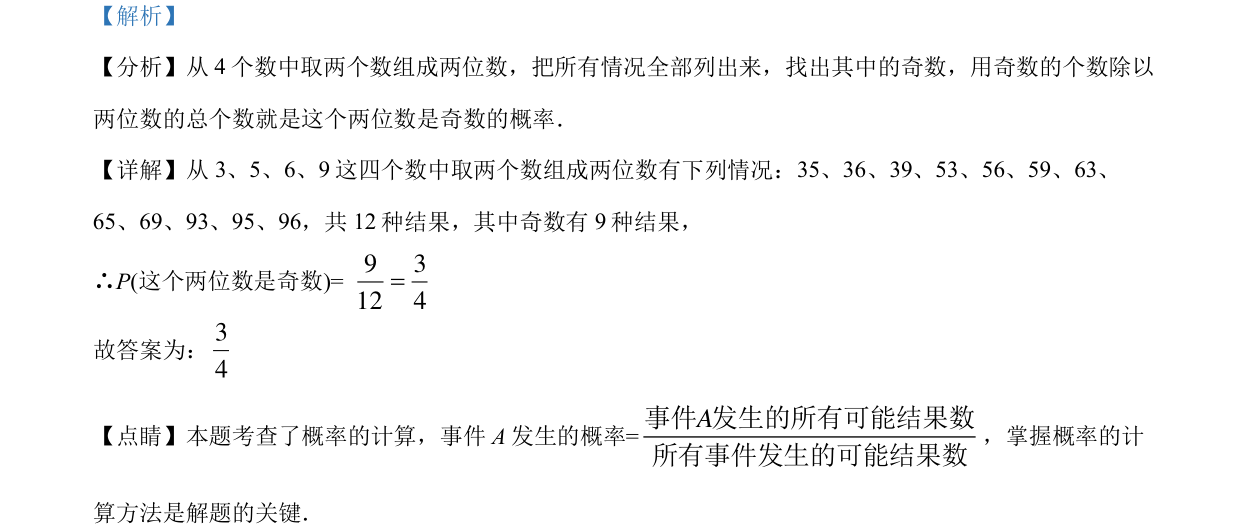 【解析】
【分析】从 4 个数中取两个数组成两位数，把所有情况全部列出来，找出其中的奇数，用奇数的个数除以
两位数的总个数就是这个两位数是奇数的概率．
【详解】从 3、5、6、9 这四个数中取两个数组成两位数有下列情况：35、36、39、53、56、59、63、
65、69、93、95、96，共 12 种结果，其中奇数有 9 种结果，
∴P(这个两位数是奇数)= 9/12 = 3/4
故答案为：3/4
【点睛】本题考查了概率的计算，事件 A 发生的概率=事件A发生的所有可能结果数/所有事件发生的可能结果数，掌握概率的计
算方法是解题的关键．